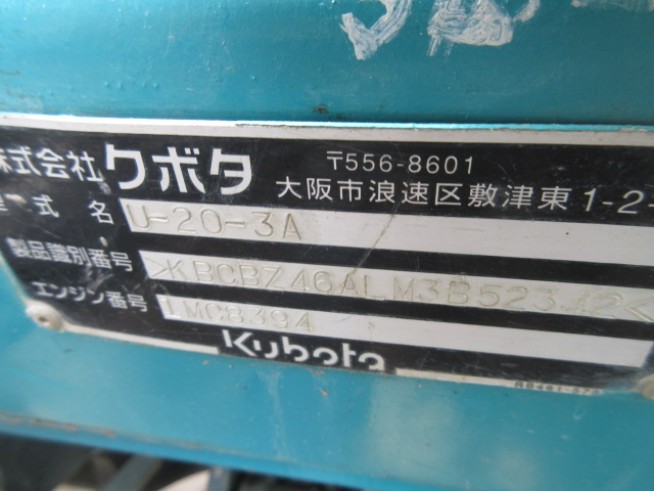 株式会社 クボタ 〒556-8601
大阪市浪速区敷津東1-2-
型式名 U-20-3A
製品識別番号 >KBCBZ46ALM3B52342<
エンジン番号 1MC8394
Kubota